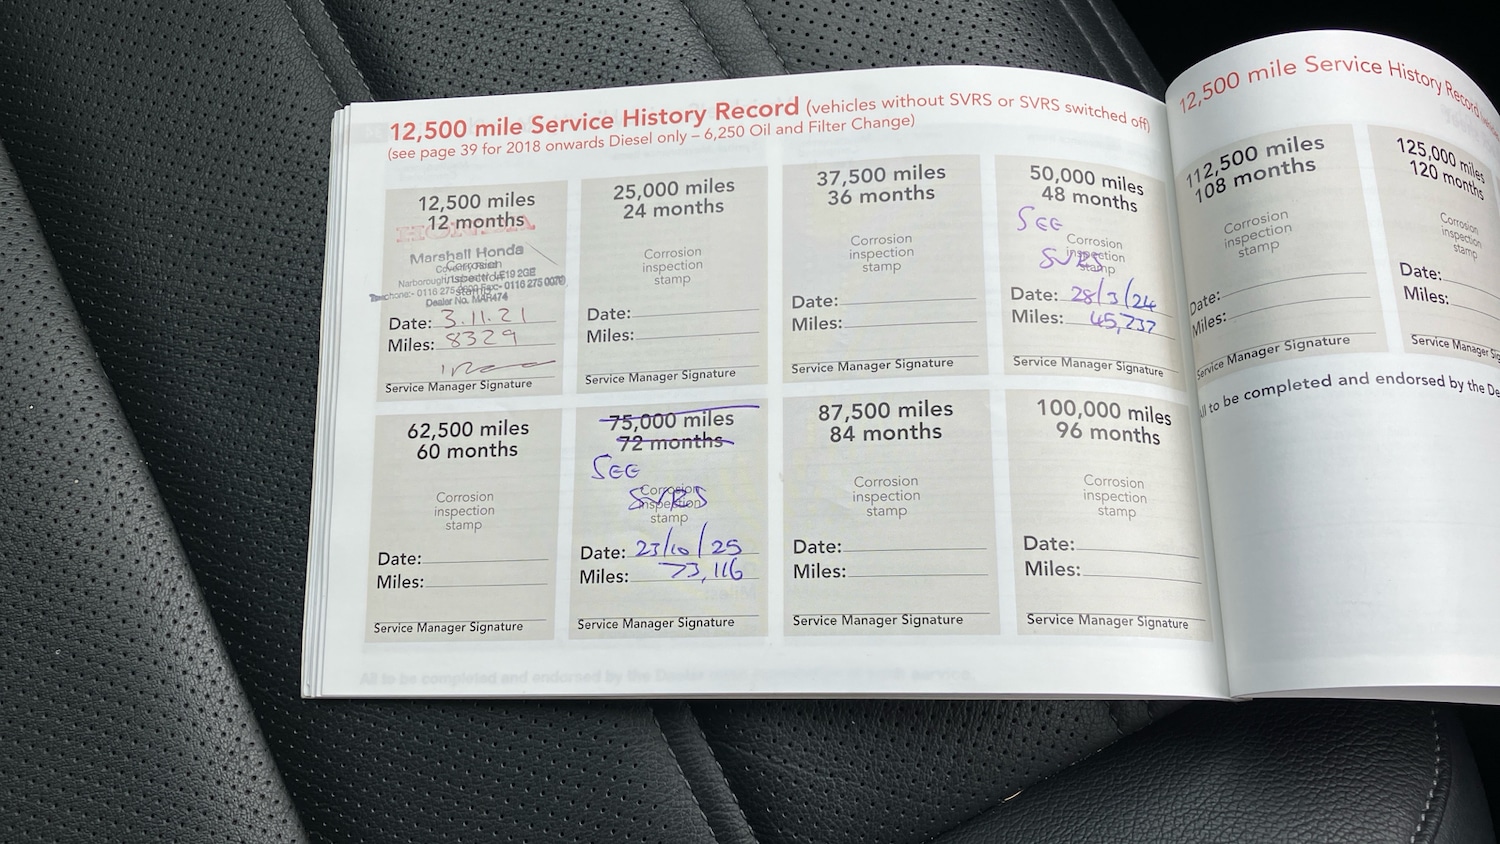 12,500 mile Service History Record (vehicles without SVRS or SVRS switched off)
(see page 39 for 2018 onwards Diesel only – 6,250 Oil and Filter Change)
12,500 miles
12 months
HONDA
Marshall Honda
Dealer No. MAR474
Date: 3.11.21
Miles: 8329
Service Manager Signature
25,000 miles
24 months
Corrosion
inspection
stamp
Date:
Miles:
Service Manager Signature
37,500 miles
36 months
Corrosion
inspection
stamp
Date:
Miles:
Service Manager Signature
50,000 miles
48 months
SEE
SVRS
Corrosion
inspection
stamp
Date: 28/3/24
Miles: 45,737
Service Manager Signature
62,500 miles
60 months
Corrosion
inspection
stamp
Date:
Miles:
Service Manager Signature
75,000 miles
72 months
SEE
SVRS
Corrosion
inspection
stamp
Date: 23/10/25
Miles: 73,116
Service Manager Signature
87,500 miles
84 months
Corrosion
inspection
stamp
Date:
Miles:
Service Manager Signature
100,000 miles
96 months
Corrosion
inspection
stamp
Date:
Miles:
Service Manager Signature
12,500 mile Service History Record
112,500 miles
108 months
Corrosion
inspection
stamp
Date:
Miles:
Service Manager Signature
125,000 miles
120 months
Corrosion
inspection
stamp
Date:
Miles:
Service Manager
to be completed and endorsed by the